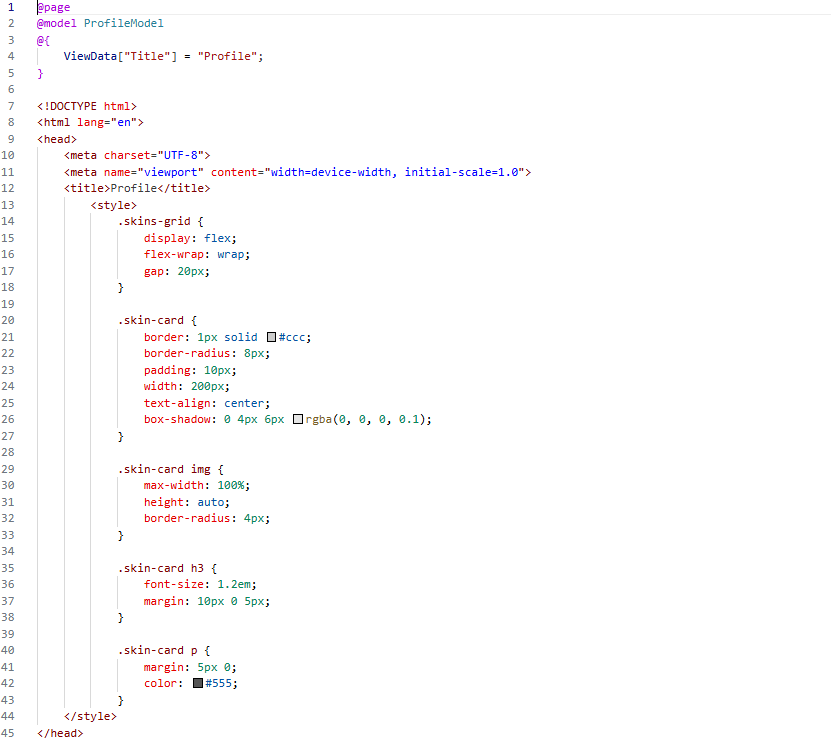 1 @page
2 @model ProfileModel
3 @{
4     ViewData["Title"] = "Profile";
5 }
6
7 <!DOCTYPE html>
8 <html lang="en">
9 <head>
10     <meta charset="UTF-8">
11     <meta name="viewport" content="width=device-width, initial-scale=1.0">
12     <title>Profile</title>
13         <style>
14             .skins-grid {
15                 display: flex;
16                 flex-wrap: wrap;
17                 gap: 20px;
18             }
19
20             .skin-card {
21                 border: 1px solid #ccc;
22                 border-radius: 8px;
23                 padding: 10px;
24                 width: 200px;
25                 text-align: center;
26                 box-shadow: 0 4px 6px rgba(0, 0, 0, 0.1);
27             }
28
29             .skin-card img {
30                 max-width: 100%;
31                 height: auto;
32                 border-radius: 4px;
33             }
34
35             .skin-card h3 {
36                 font-size: 1.2em;
37                 margin: 10px 0 5px;
38             }
39
40             .skin-card p {
41                 margin: 5px 0;
42                 color: #555;
43             }
44     </style>
45 </head>